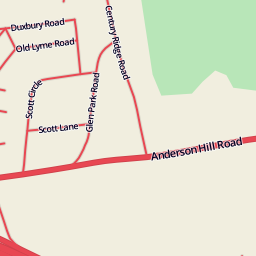 Duxbury Road
Century Ridge Road
Old Lyme Road
Scott Circle
Glen Park Road
Scott Lane
Anderson Hill Road